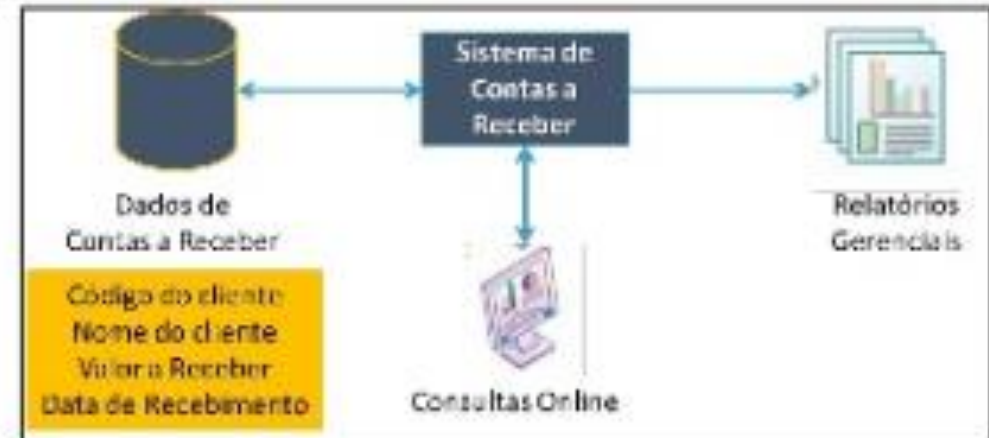 Sistema de
Contas a
Receber
Dados de
Contas a Receber
Relatórios
Gerenciais
Código do cliente
Nome do cliente
Valor a Receber
Data de Recebimento
Consultas Online